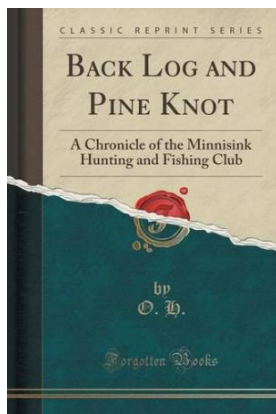 CLASSIC REPRINT SERIES
BACK LOG AND
PINE KNOT
A Chronicle of the Minnisink
Hunting and Fishing Club
by
O. H.
Forgotten Books